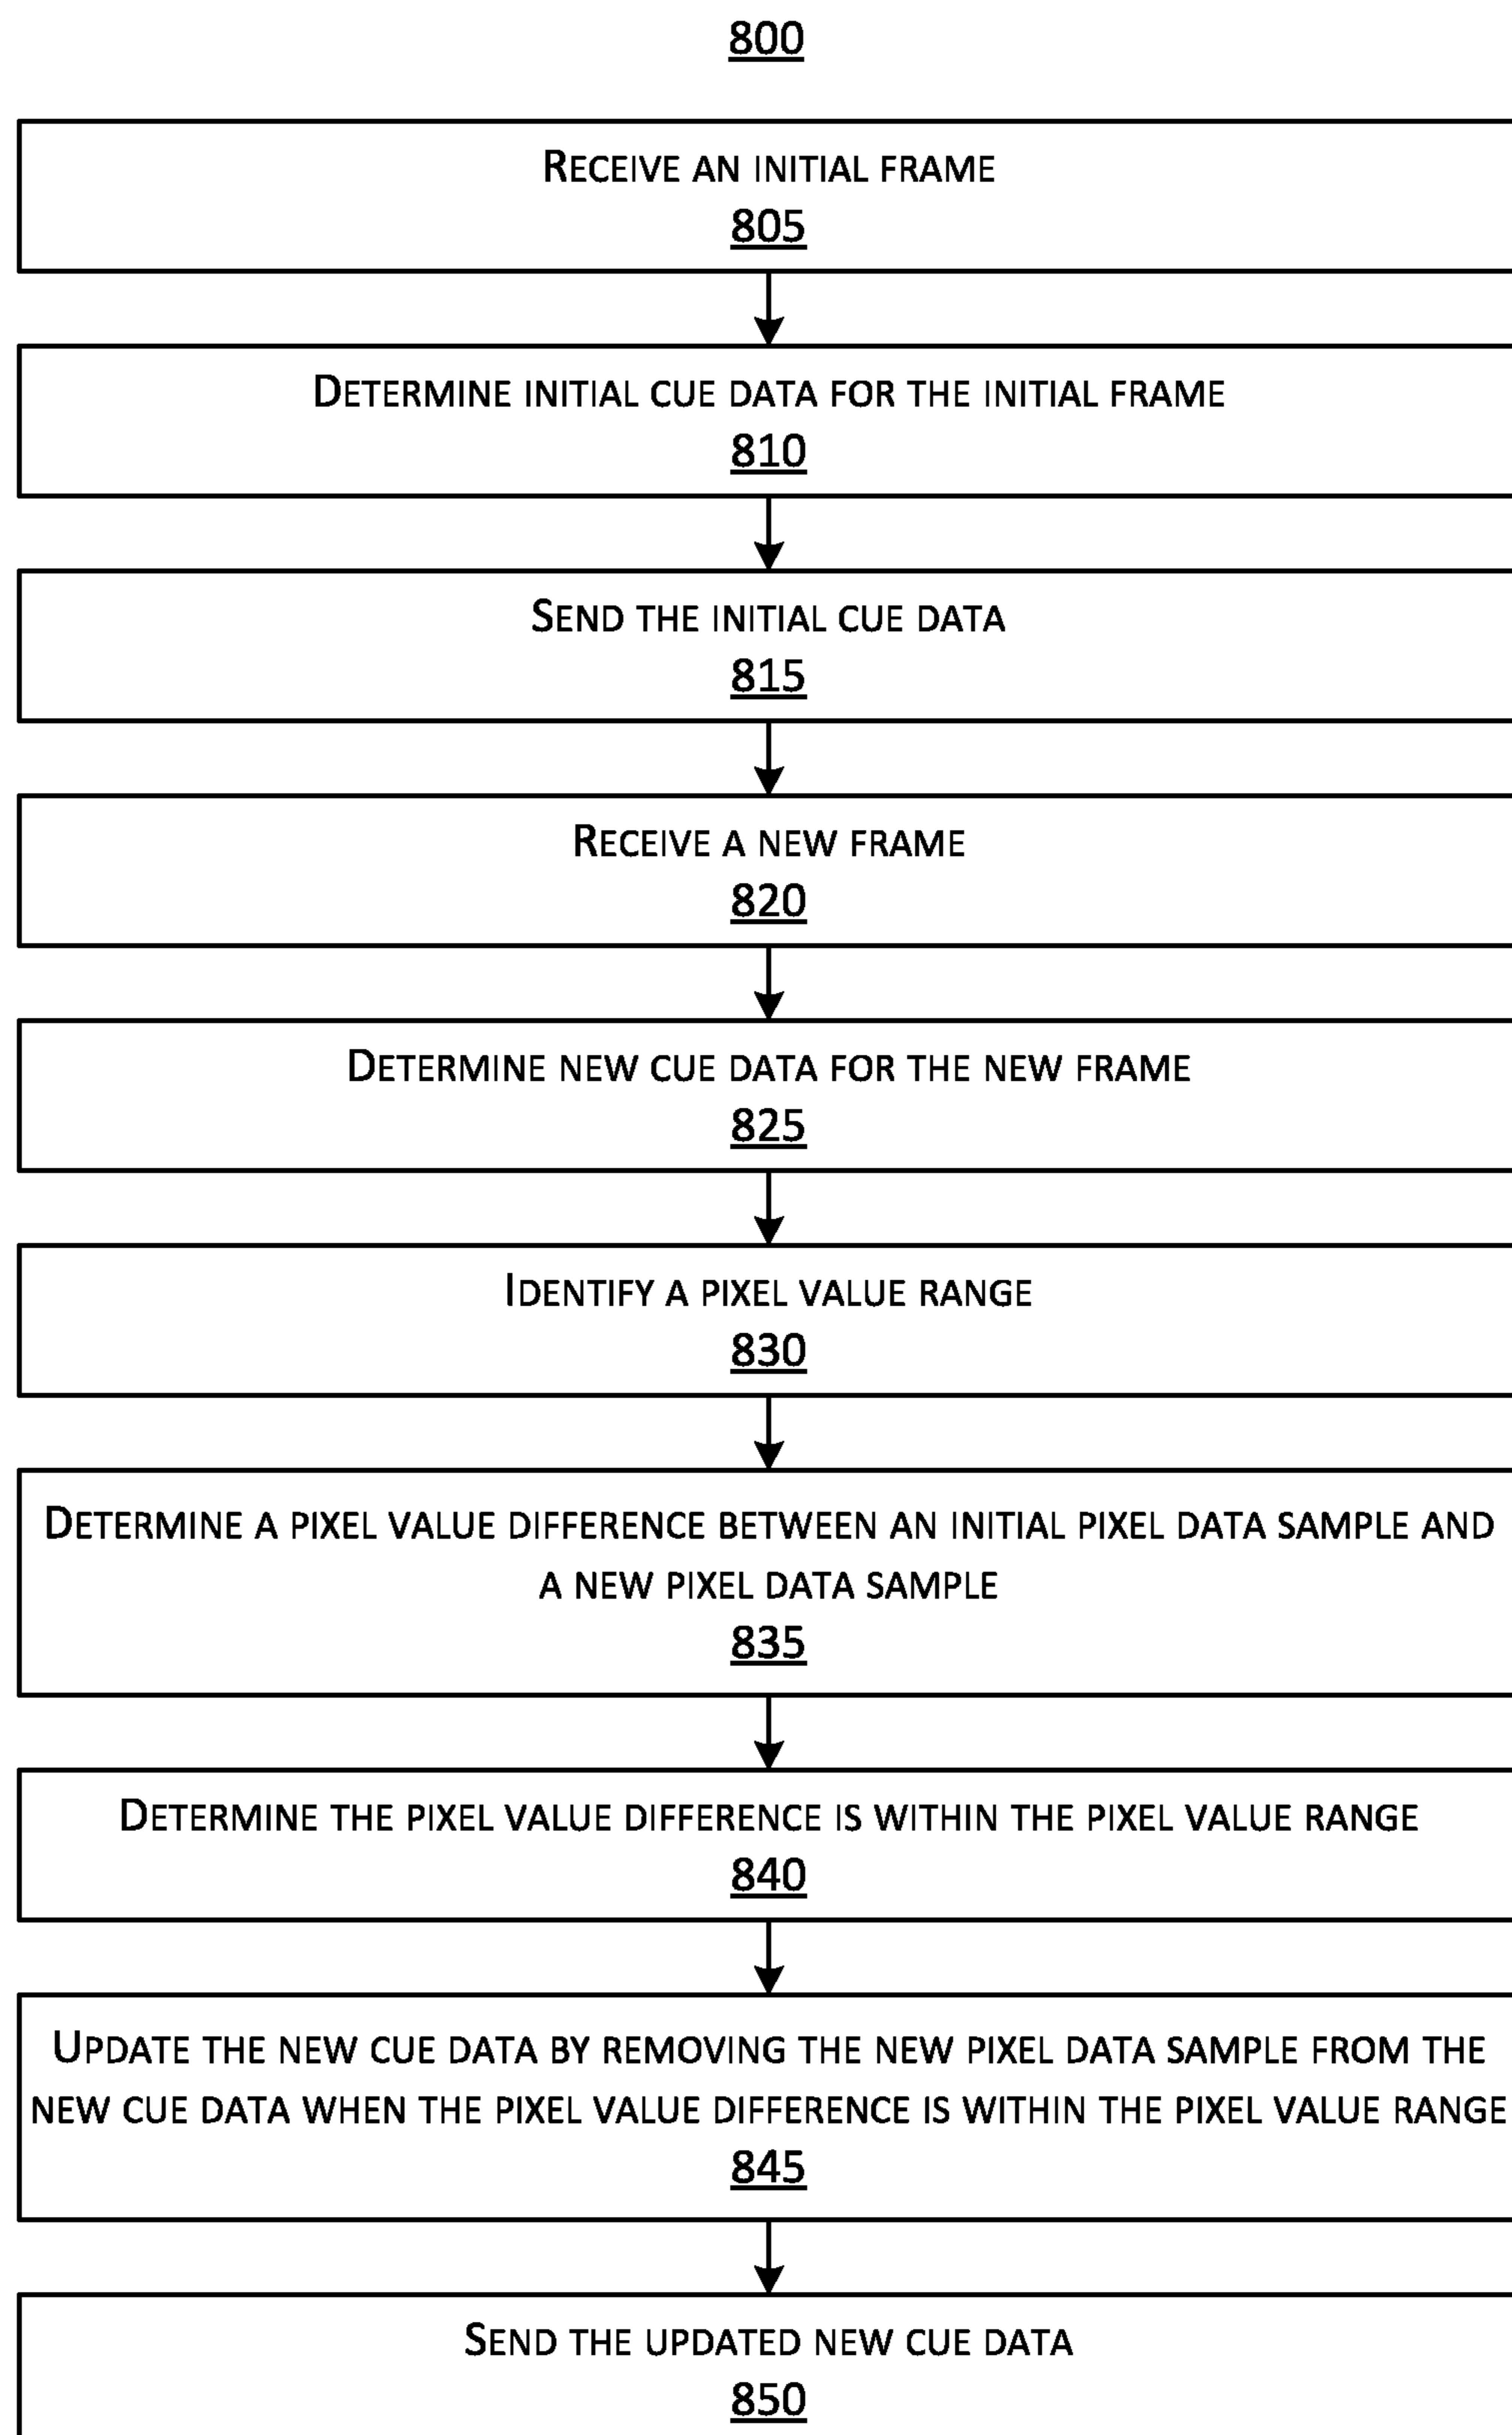 800
RECEIVE AN INITIAL FRAME
805
DETERMINE INITIAL CUE DATA FOR THE INITIAL FRAME
810
SEND THE INITIAL CUE DATA
815
RECEIVE A NEW FRAME
820
DETERMINE NEW CUE DATA FOR THE NEW FRAME
825
IDENTIFY A PIXEL VALUE RANGE
830
DETERMINE A PIXEL VALUE DIFFERENCE BETWEEN AN INITIAL PIXEL DATA SAMPLE AND
A NEW PIXEL DATA SAMPLE
835
DETERMINE THE PIXEL VALUE DIFFERENCE IS WITHIN THE PIXEL VALUE RANGE
840
UPDATE THE NEW CUE DATA BY REMOVING THE NEW PIXEL DATA SAMPLE FROM THE
NEW CUE DATA WHEN THE PIXEL VALUE DIFFERENCE IS WITHIN THE PIXEL VALUE RANGE
845
SEND THE UPDATED NEW CUE DATA
850